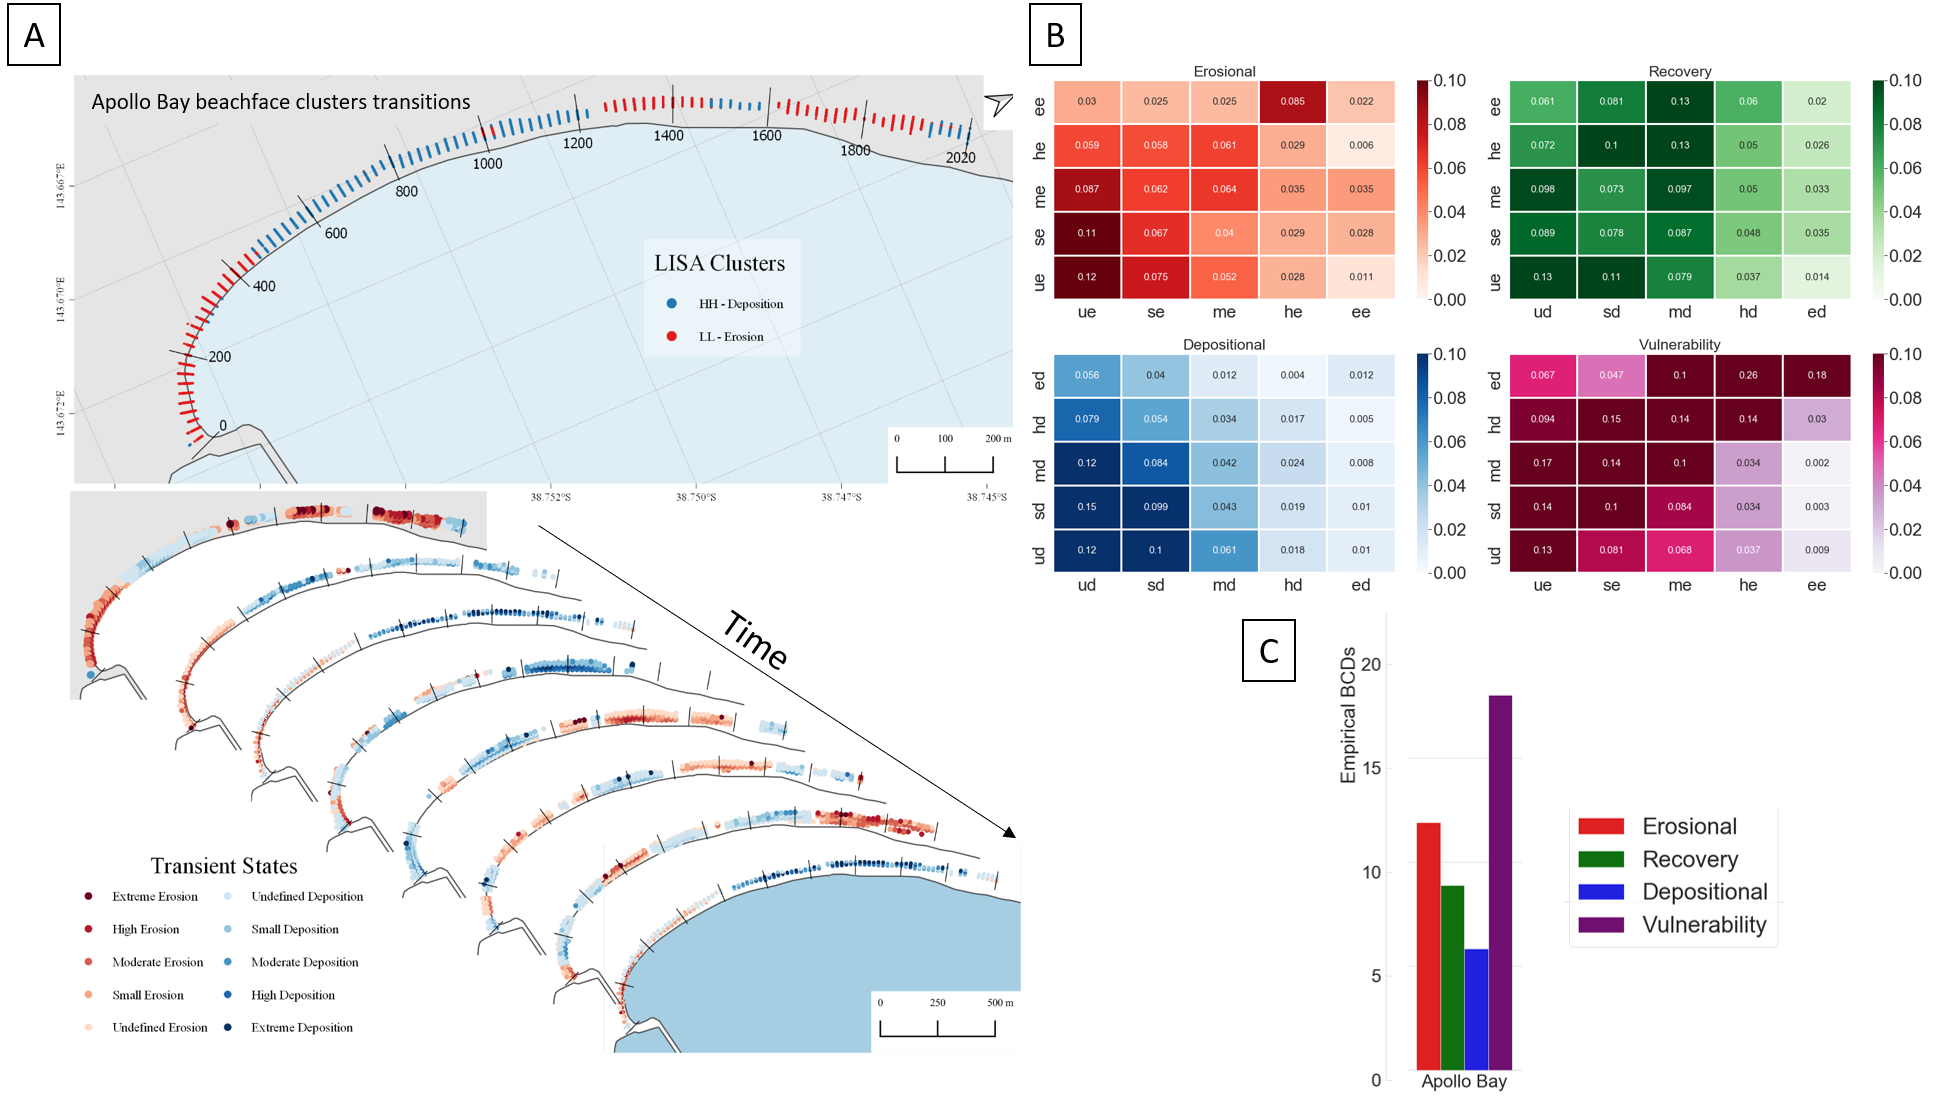 A
Apollo Bay beachface clusters transitions
0
200
400
600
800
1000
1200
1400
1600
1800
2020
LISA Clusters
HH - Deposition
LL - Erosion
0 100 200 m
143.667°E
143.670°E
143.672°E
38.752°S 38.750°S 38.747°S 38.745°S
Time
Transient States
Extreme Erosion Undefined Deposition
High Erosion Small Deposition
Moderate Erosion Moderate Deposition
Small Erosion High Deposition
Undefined Erosion Extreme Deposition
0 250 500 m
B
Erosional
ee 0.03 0.025 0.025 0.085 0.022
he 0.059 0.058 0.061 0.029 0.006
me 0.087 0.062 0.064 0.035 0.035
se 0.11 0.067 0.04 0.029 0.028
ue 0.12 0.075 0.052 0.028 0.011
ue se me he ee
0.10
0.08
0.06
0.04
0.02
0.00
Recovery
ee 0.061 0.081 0.13 0.06 0.02
he 0.072 0.1 0.13 0.05 0.026
me 0.098 0.073 0.097 0.05 0.033
se 0.089 0.078 0.087 0.048 0.035
ue 0.13 0.11 0.079 0.037 0.014
ud sd md hd ed
0.10
0.08
0.06
0.04
0.02
0.00
Depositional
ed 0.056 0.04 0.012 0.004 0.012
hd 0.079 0.054 0.034 0.017 0.005
md 0.12 0.084 0.042 0.024 0.008
sd 0.15 0.099 0.043 0.019 0.01
ud 0.12 0.1 0.061 0.018 0.01
ud sd md hd ed
0.10
0.08
0.06
0.04
0.02
0.00
Vulnerability
ed 0.067 0.047 0.1 0.26 0.18
hd 0.094 0.15 0.14 0.14 0.03
md 0.17 0.14 0.1 0.034 0.002
sd 0.14 0.1 0.084 0.034 0.003
ud 0.13 0.081 0.068 0.037 0.009
ue se me he ee
0.10
0.08
0.06
0.04
0.02
0.00
C
Empirical BCDs
20
15
10
5
0
Apollo Bay
Erosional
Recovery
Depositional
Vulnerability